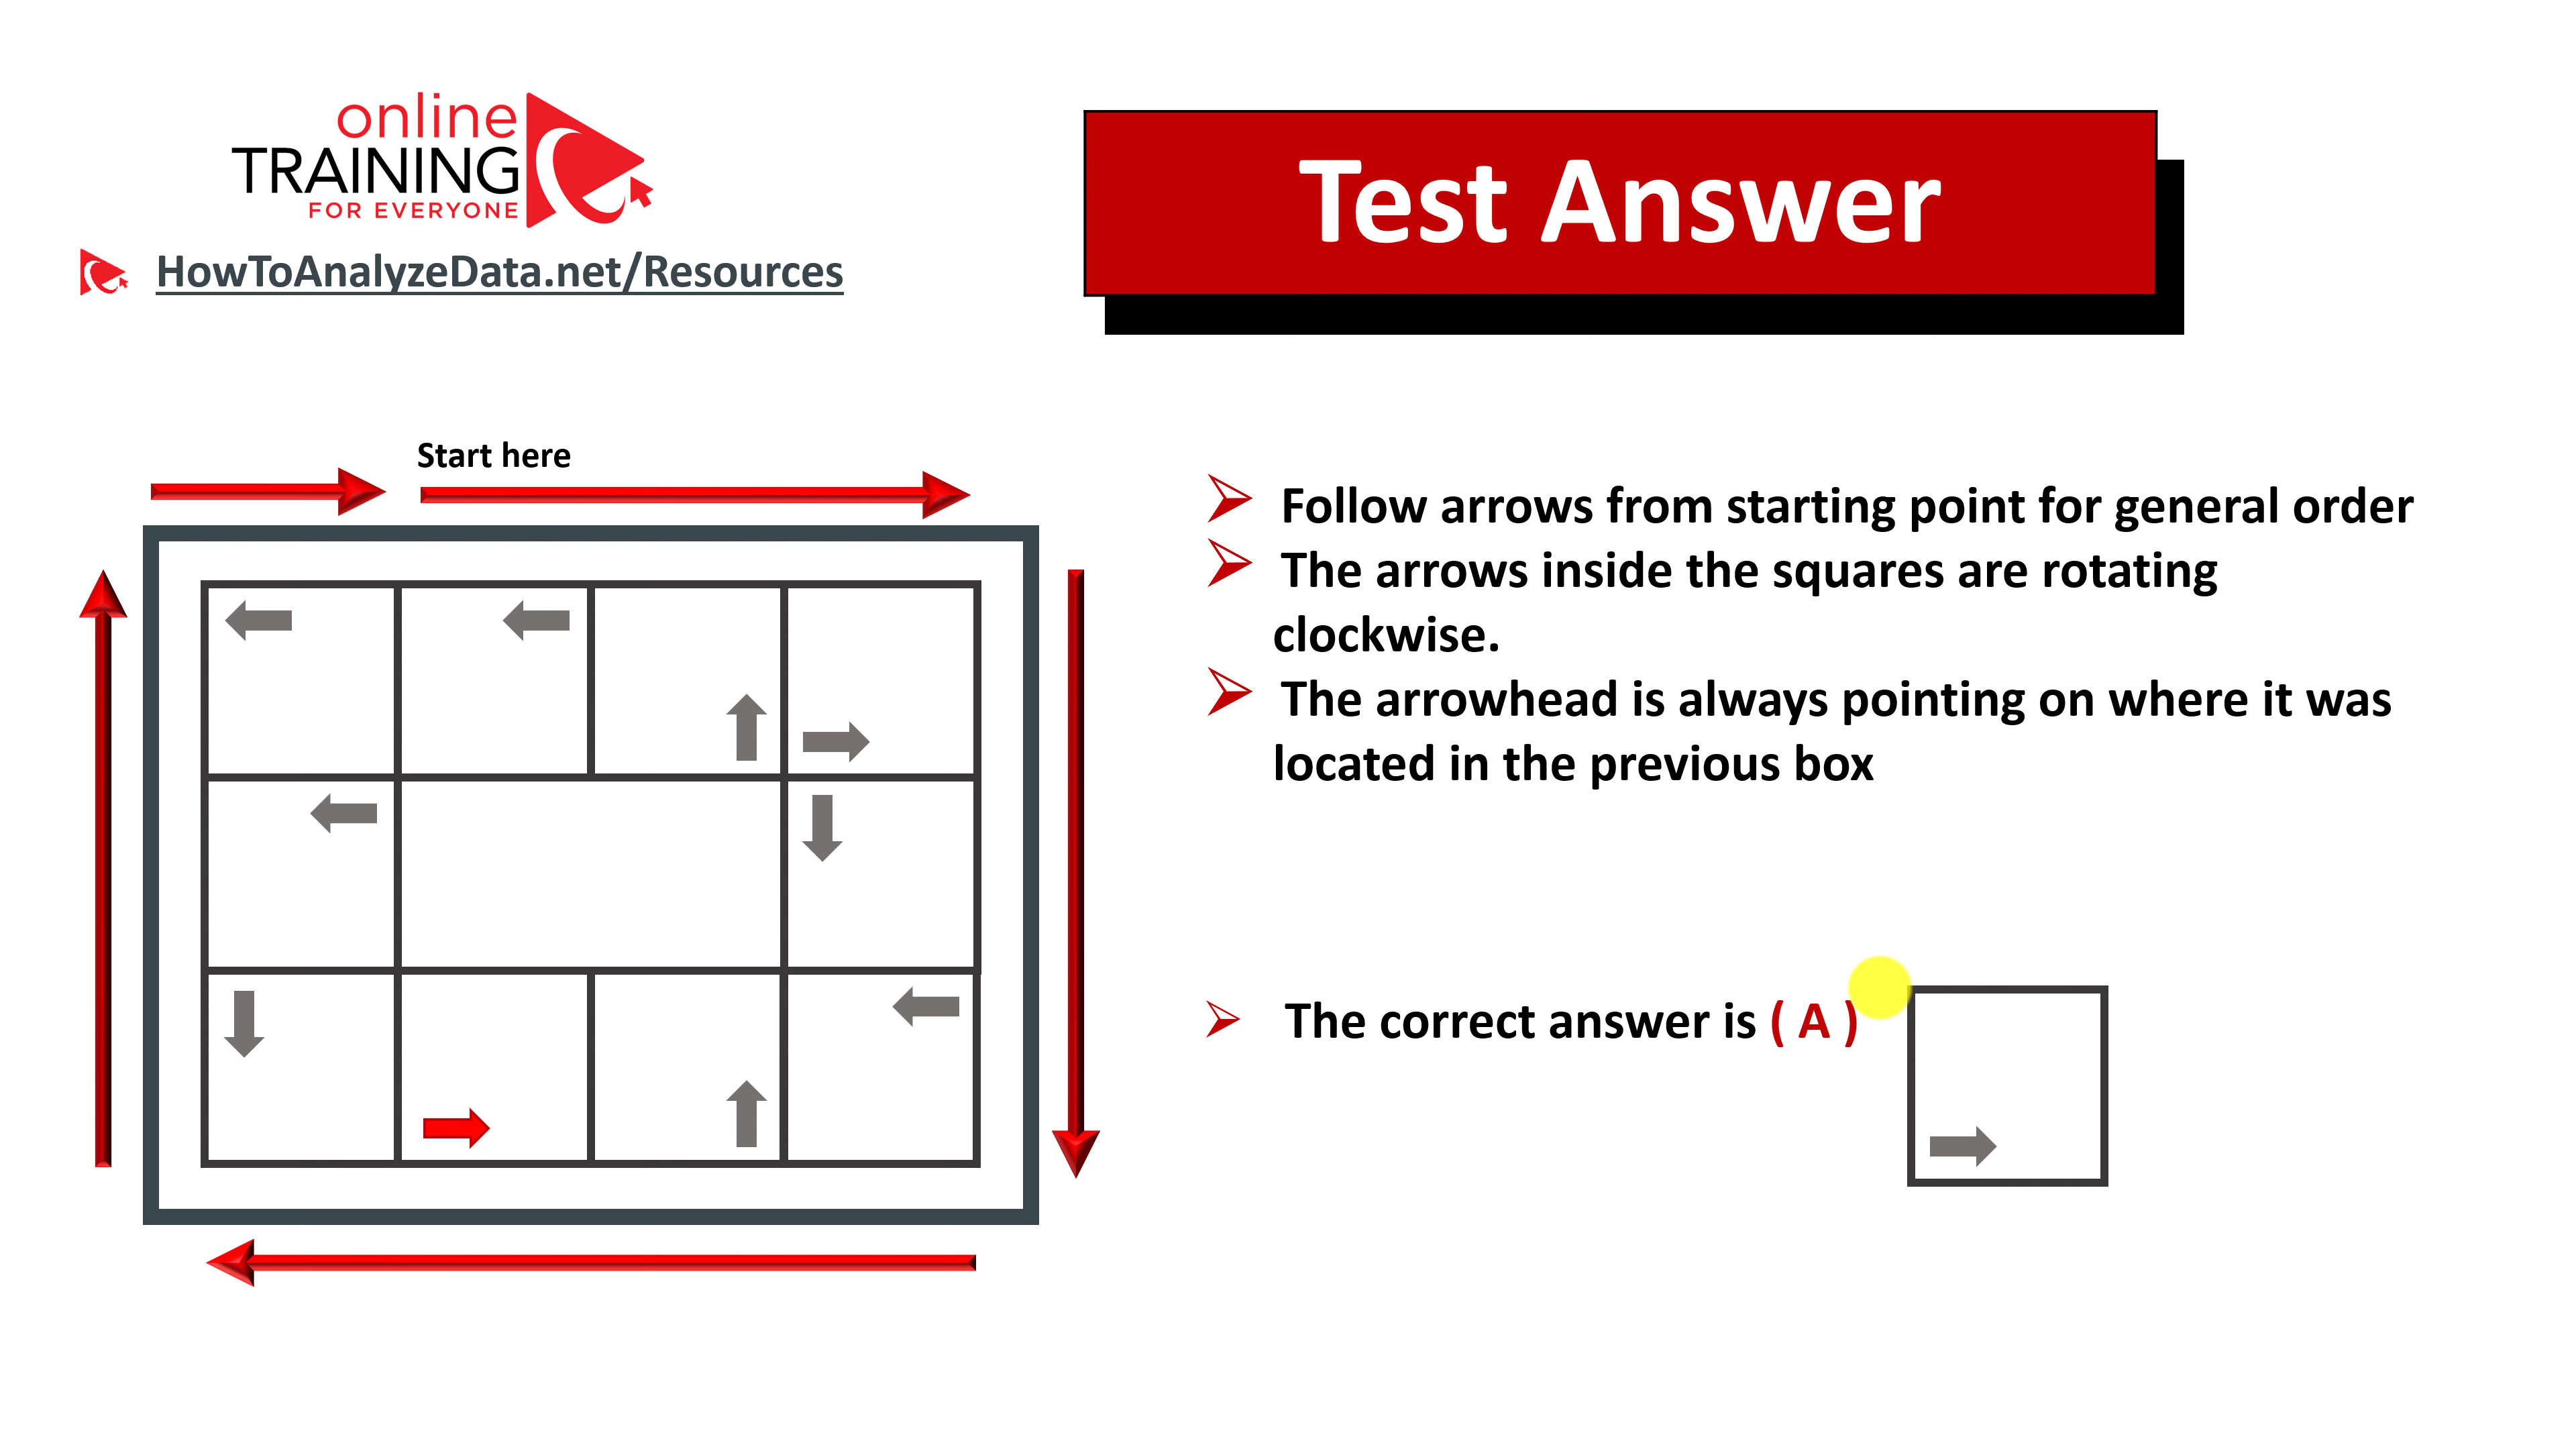 online
TRAINING
FOR EVERYONE
HowToAnalyzeData.net/Resources
Test Answer
Start here
Follow arrows from starting point for general order
The arrows inside the squares are rotating
clockwise.
The arrowhead is always pointing on where it was
located in the previous box
The correct answer is ( A )